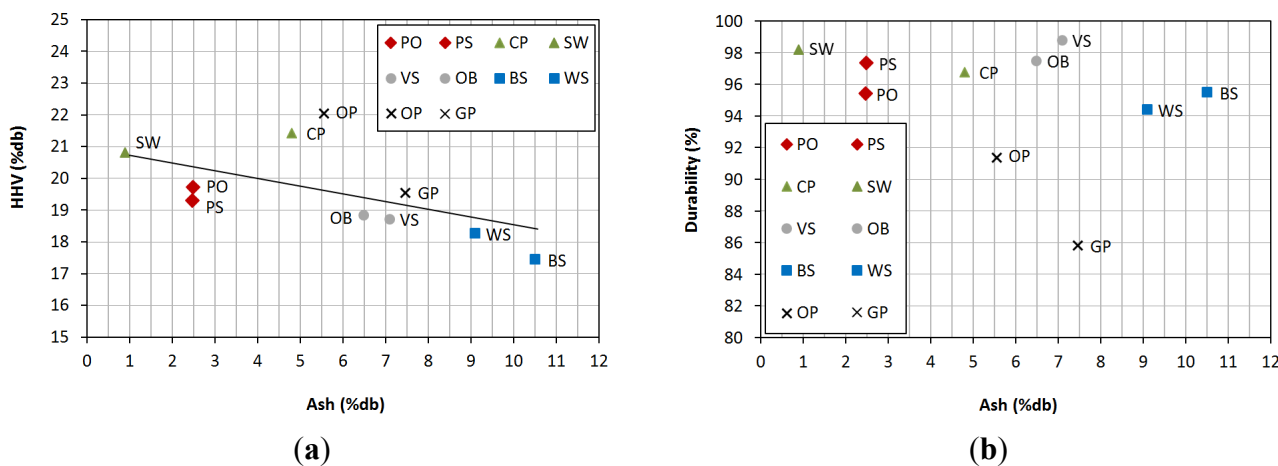 25
24
23
22
21
20
19
18
17
16
15
HHV (%db)
PO PS CP SW
VS OB BS WS
OP GP
SW
OP
CP
PO
PS
GP
OB
VS
WS
BS
0 1 2 3 4 5 6 7 8 9 10 11 12
Ash (%db)
(a)
100
98
96
94
92
90
88
86
84
82
80
Durability (%)
SW
PS
PO
CP
VS
OB
BS
WS
OP
GP
PO PS
CP SW
VS OB
BS WS
OP GP
0 1 2 3 4 5 6 7 8 9 10 11 12
Ash (%db)
(b)